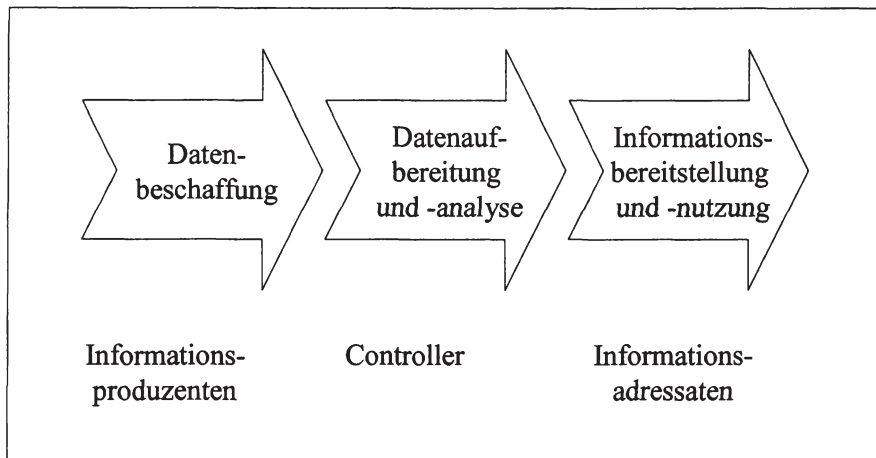 Daten-
beschaffung
Datenauf-
bereitung
und -analyse
Informations-
bereitstellung
und -nutzung
Informations-
produzenten
Controller
Informations-
adressaten